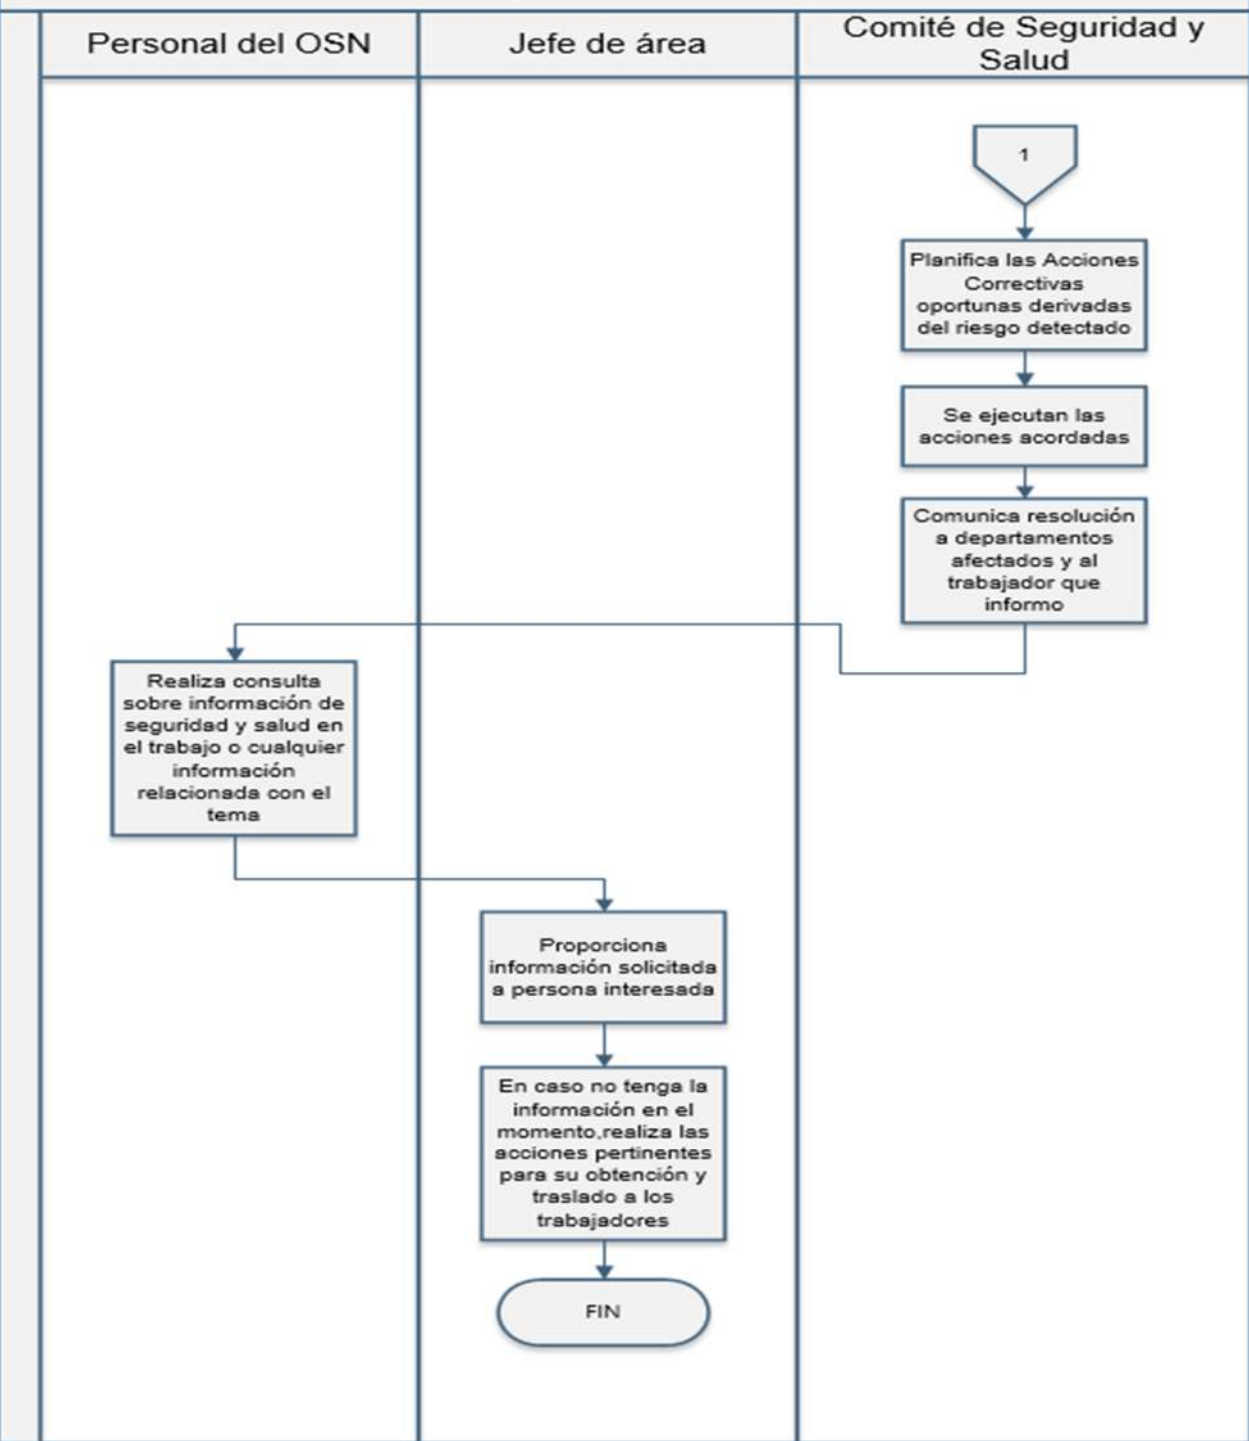 Personal del OSN
Jefe de área
Comité de Seguridad y
Salud
1
Planifica las Acciones
Correctivas
oportunas derivadas
del riesgo detectado
Se ejecutan las
acciones acordadas
Comunica resolución
a departamentos
afectados y al
trabajador que
informo
Realiza consulta
sobre información de
seguridad y salud en
el trabajo o cualquier
información
relacionada con el
tema
Proporciona
información solicitada
a persona interesada
En caso no tenga la
información en el
momento,realiza las
acciones pertinentes
para su obtención y
traslado a los
trabajadores
FIN